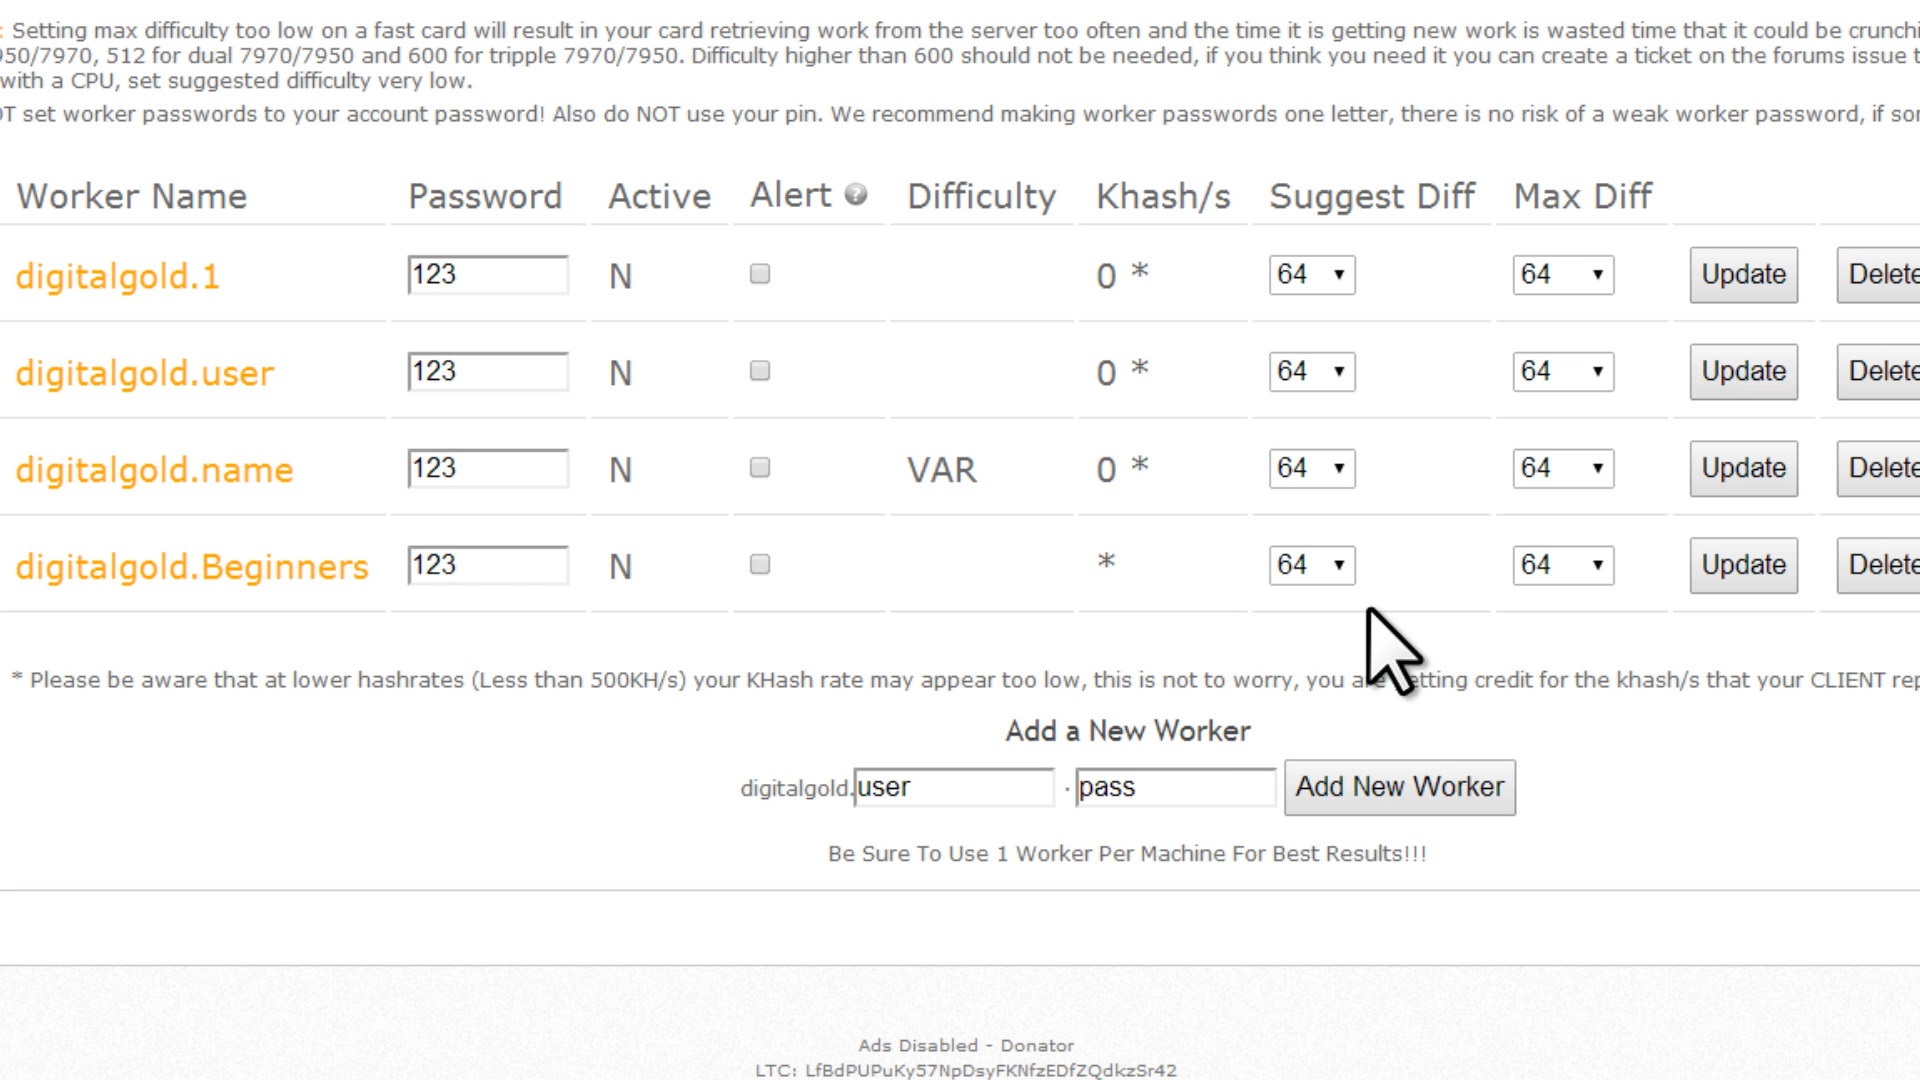 : Setting max difficulty too low on a fast card will result in your card retrieving work from the server too often and the time it is getting new work is wasted time that it could be
950/7970, 512 for dual 7970/7950 and 600 for tripple 7970/7950. Difficulty higher than 600 should not be needed, if you think you need it you can create a ticket on the forums issue
with a CPU, set suggested difficulty very low.
set worker passwords to your account password! Also do NOT use your pin. We recommend making worker passwords one letter, there is no risk of a weak worker password, if
Worker Name Password Active Alert ? Difficulty Khash/s Suggest Diff Max Diff
digitalgold.1 123 N 0 * 64 64 Update Delete
digitalgold.user 123 N 0 * 64 64 Update Delete
digitalgold.name 123 N VAR 0 * 64 64 Update Delete
digitalgold.Beginners 123 N * 64 64 Update Delete
* Please be aware that at lower hashrates (Less than 500KH/s) your KHash rate may appear too low, this is not to worry, you are getting credit for the khash/s that your CLIENT
Add a New Worker
digitalgold.user · pass Add New Worker
Be Sure To Use 1 Worker Per Machine For Best Results!!!
Ads Disabled - Donator
LTC: LfBdPUPuKy57NpDsyFKNfzEDfZQdkzSr42